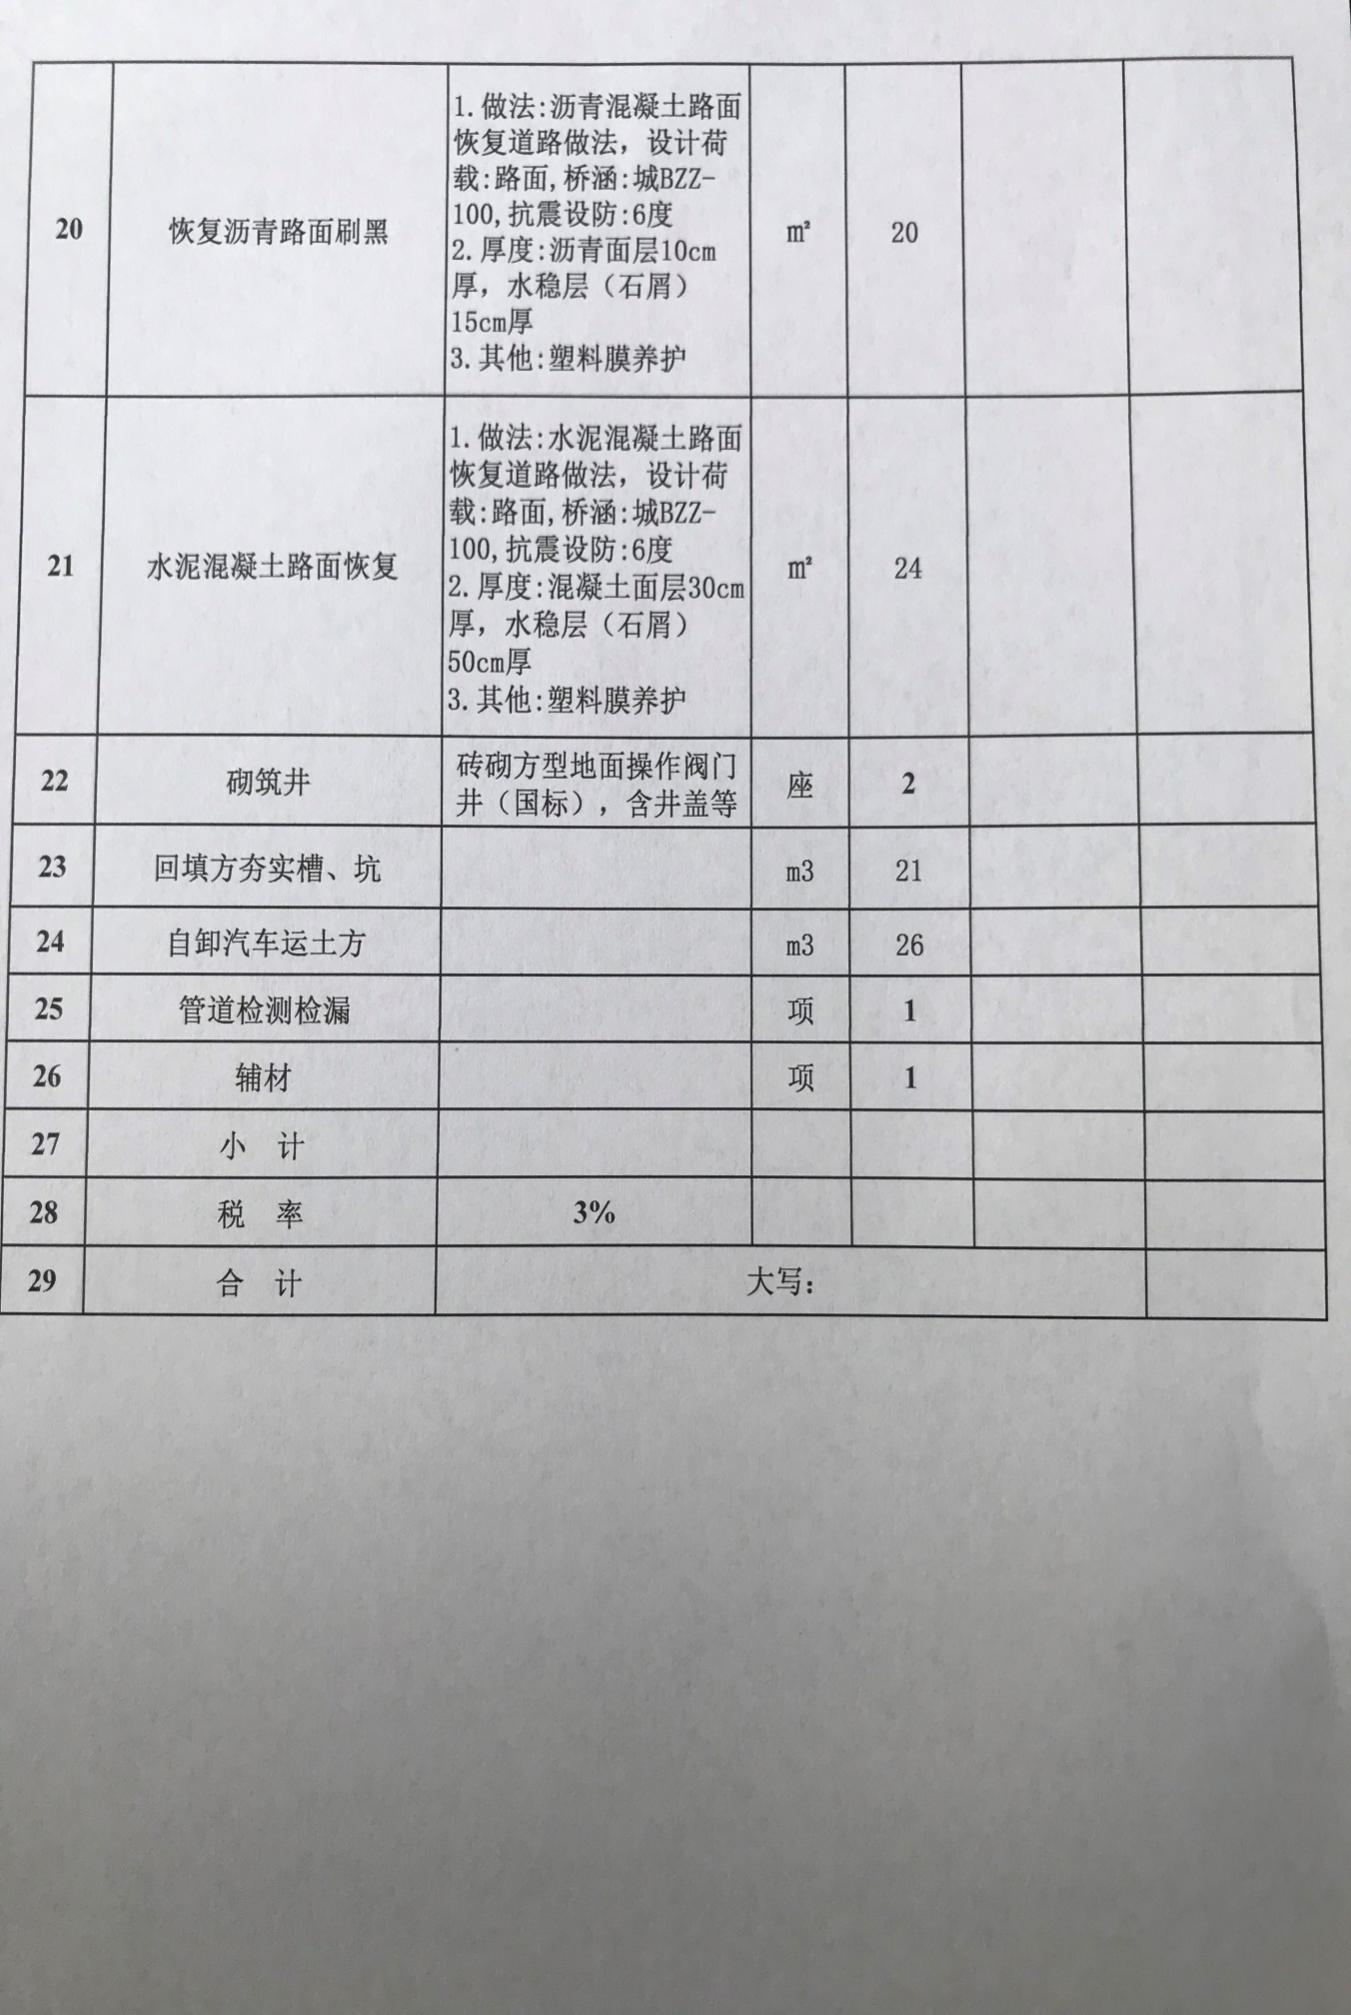 20
恢复沥青路面刷黑
1.做法:沥青混凝土路面
恢复道路做法，设计荷
载:路面,桥涵:城BZZ-
100,抗震设防:6度
2.厚度:沥青面层10cm
厚，水稳层（石屑）
15cm厚
3.其他:塑料膜养护
m²
20
21
水泥混凝土路面恢复
1.做法:水泥混凝土路面
恢复道路做法，设计荷
载:路面,桥涵:城BZZ-
100,抗震设防:6度
2.厚度:混凝土面层30cm
厚，水稳层（石屑）
50cm厚
3.其他:塑料膜养护
m²
24
22
砌筑井
砖砌方型地面操作阀门
井（国标），含井盖等
座
2
23
回填方夯实槽、坑
m3
21
24
自卸汽车运土方
m3
26
25
管道检测检漏
项
1
26
辅材
项
1
27
小 计
28
税 率
3%
29
合 计
大写：